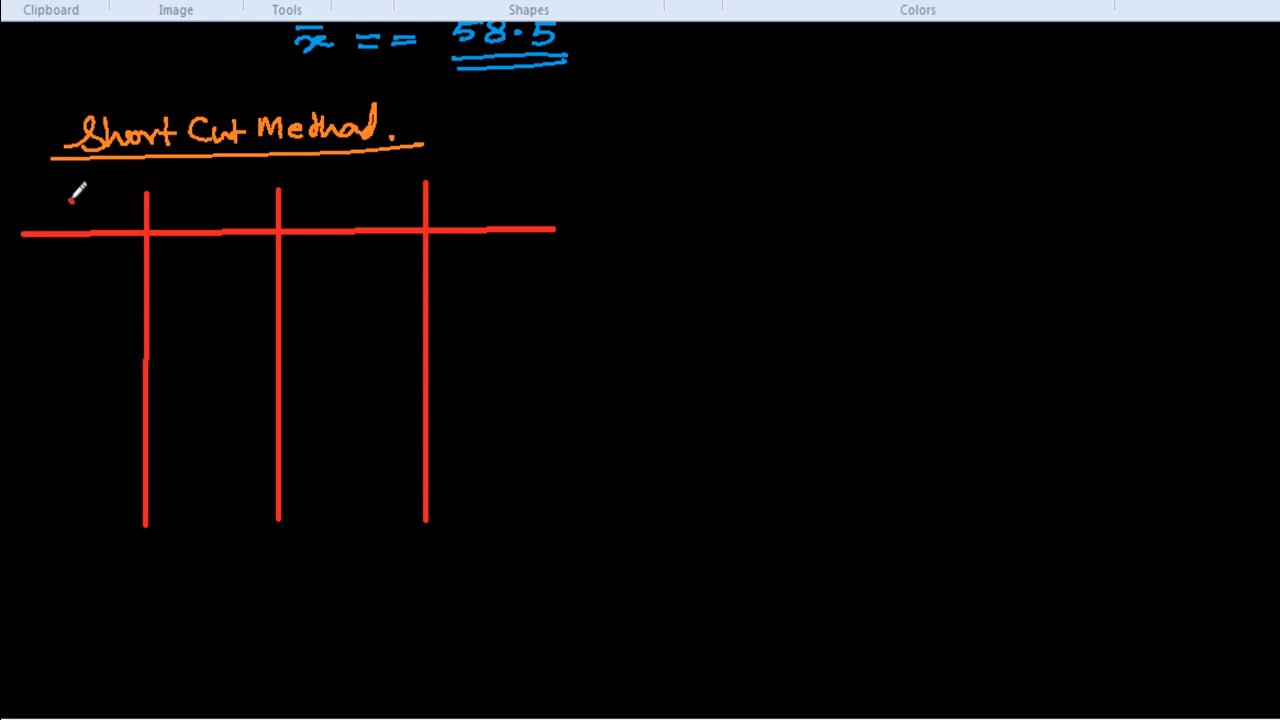 Clipboard Image Tools Shapes Colors
x̄ == 58.5
Short Cut Method.